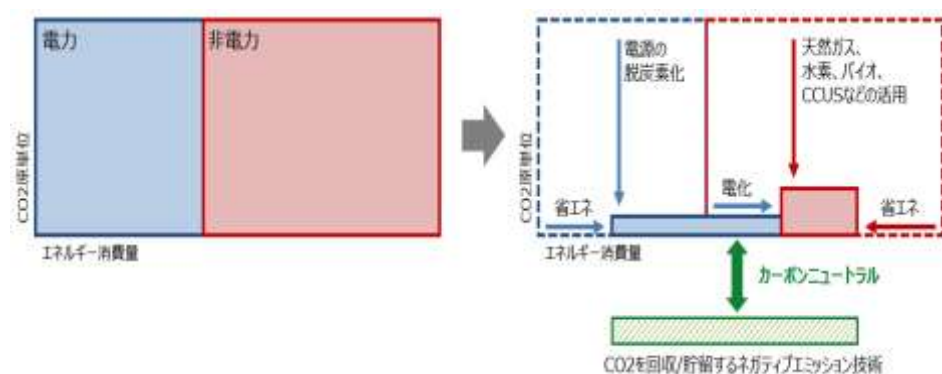 電力
非電力
CO2原単位
エネルギー消費量
電源の
脱炭素化
天然ガス、
水素、バイオ、
CCUSなどの活用
CO2原単位
電化
省エネ
省エネ
エネルギー消費量
カーボンニュートラル
CO2を回収/貯留するネガティブエミッション技術